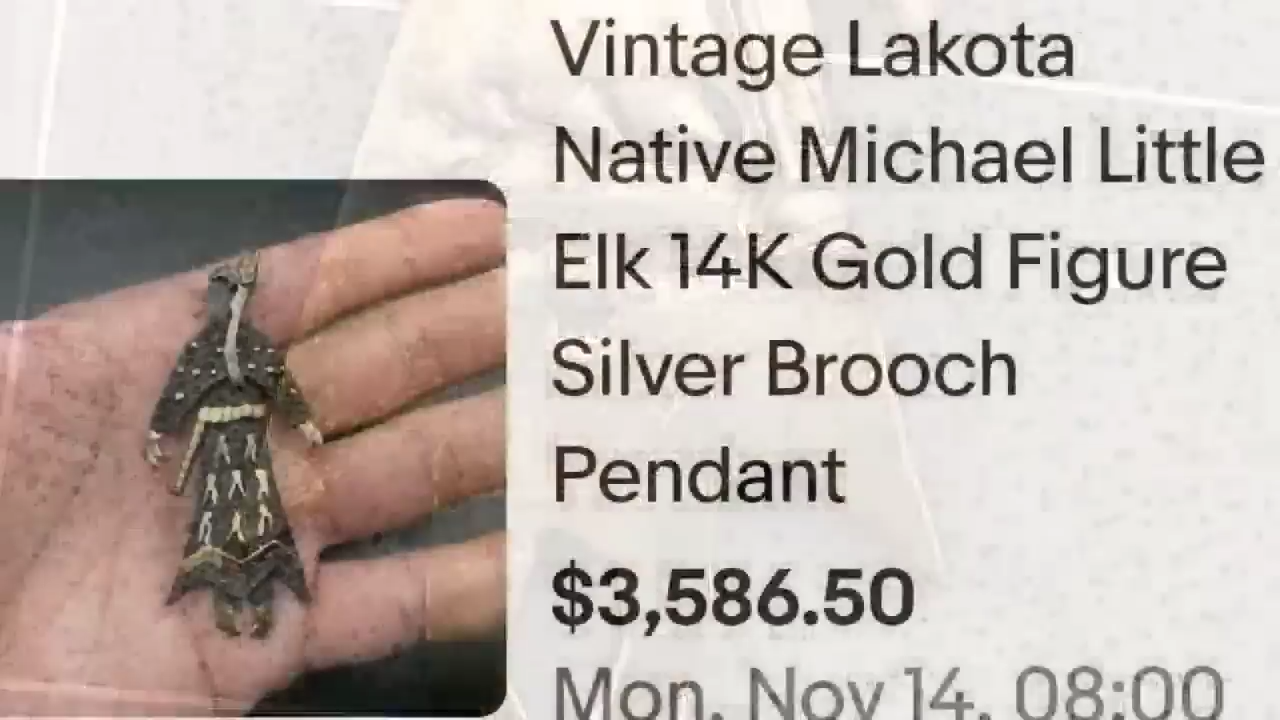 Vintage Lakota
Native Michael Little
Elk 14K Gold Figure
Silver Brooch
Pendant
$3,586.50
Mon, Nov 14, 08:00